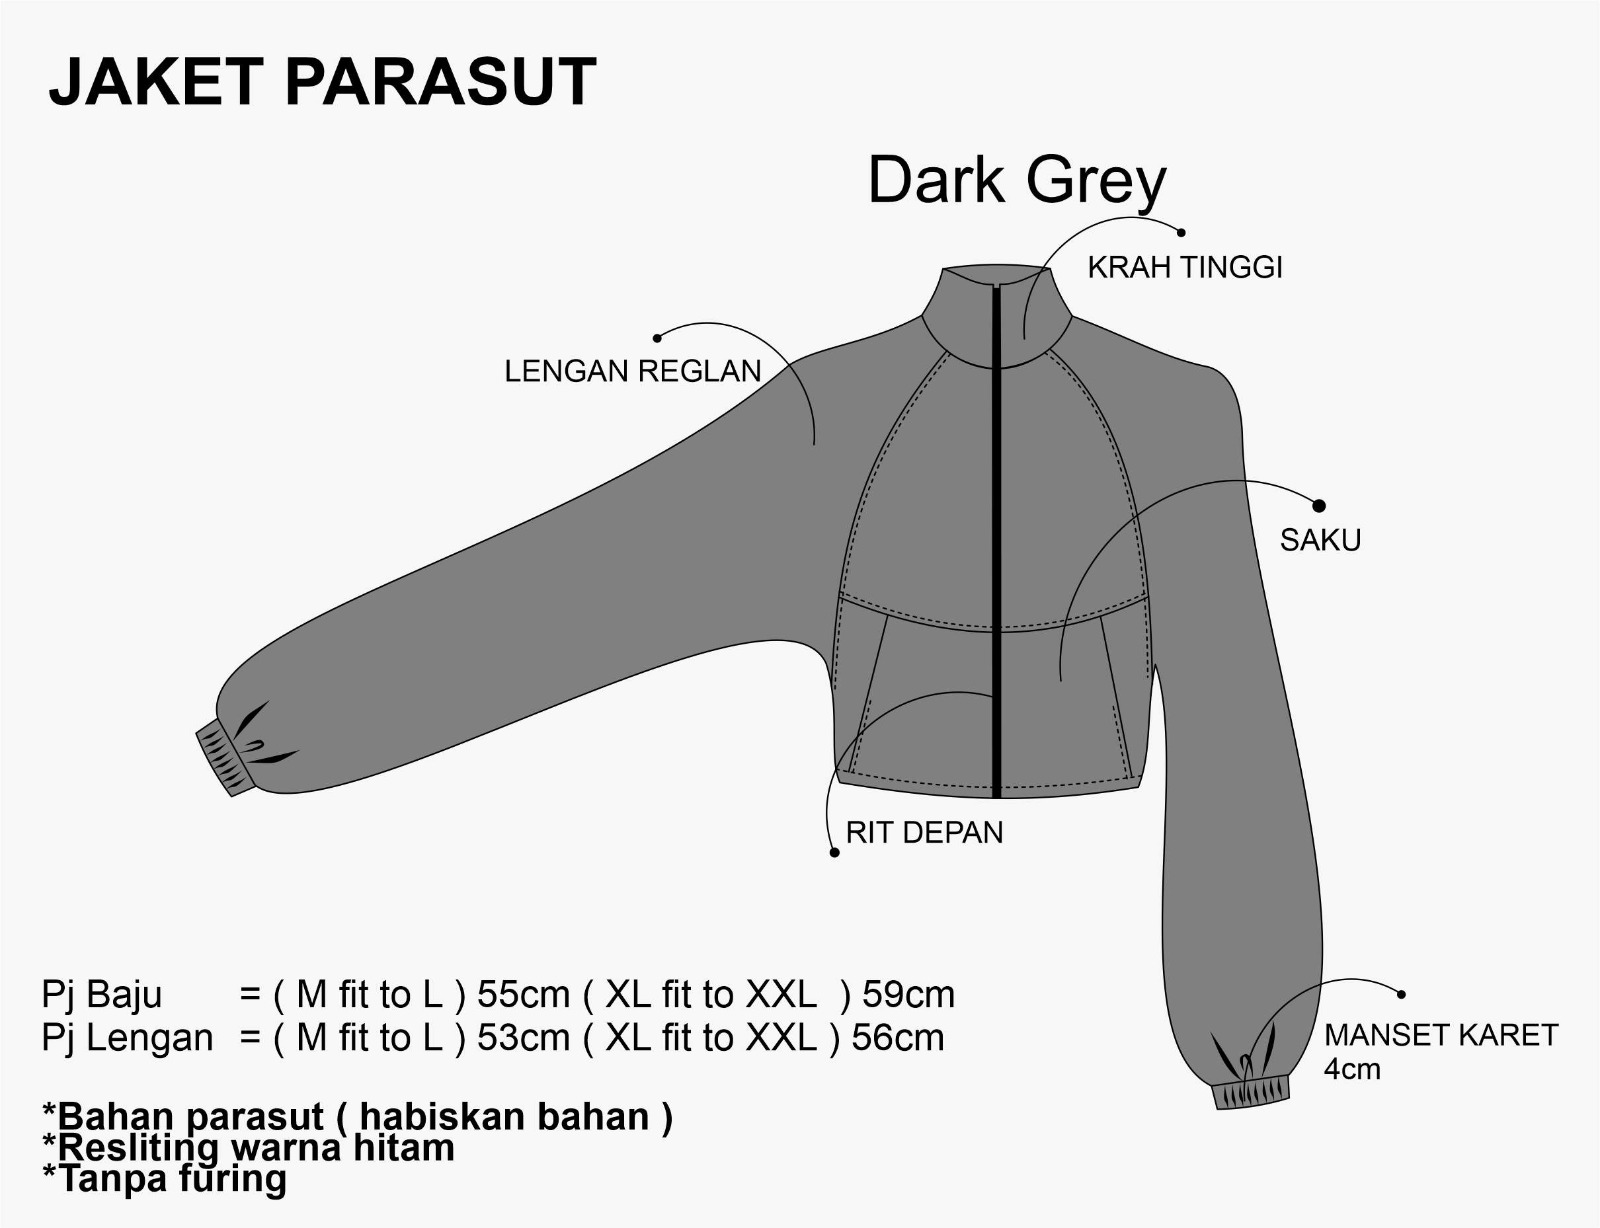 JAKET PARASUT
Dark Grey
KRAH TINGGI
LENGAN REGLAN
SAKU
RIT DEPAN
Pj Baju = ( M fit to L ) 55cm ( XL fit to XXL ) 59cm
Pj Lengan = ( M fit to L ) 53cm ( XL fit to XXL ) 56cm
MANSET KARET
4cm
*Bahan parasut ( habiskan bahan )
*Resliting warna hitam
*Tanpa furing